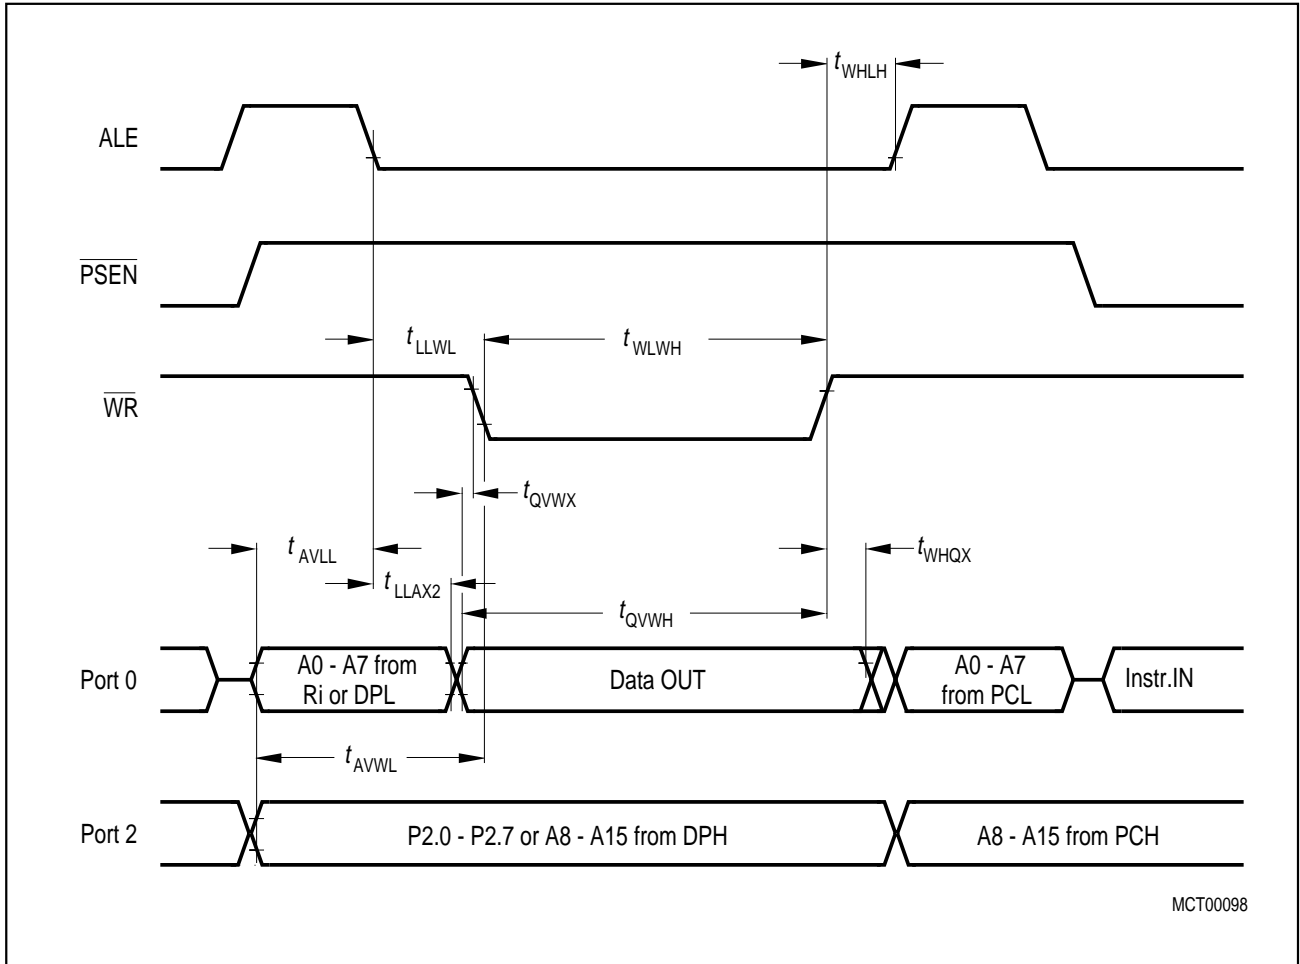 t WHLH
ALE
PSEN
t LLWL
t WLWH
WR
t QVWX
t AVLL
t WHQX
t LLAX2
t QVWH
Port 0
A0 - A7 from
Ri or DPL
Data OUT
A0 - A7
from PCL
Instr.IN
t AVWL
Port 2
P2.0 - P2.7 or A8 - A15 from DPH
A8 - A15 from PCH
MCT00098